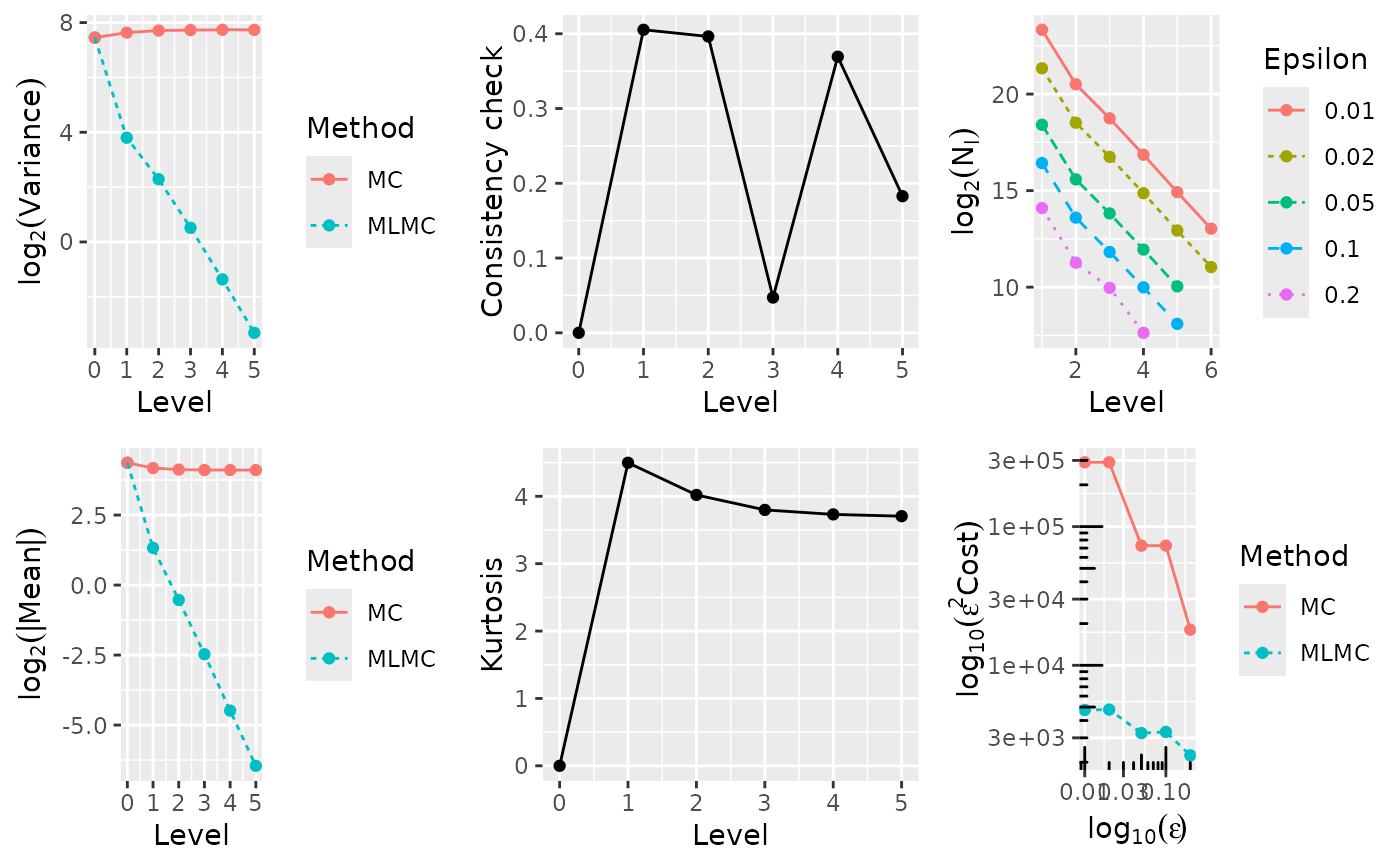 log₂(Variance)
8
4
0
0 1 2 3 4 5
Level
Method
MC
MLMC
Consistency check
0.4
0.3
0.2
0.1
0.0
0 1 2 3 4 5
Level
log₂(Nₗ)
20
15
10
2 4 6
Level
Epsilon
0.01
0.02
0.05
0.1
0.2
log₂(|Mean|)
2.5
0.0
-2.5
-5.0
0 1 2 3 4 5
Level
Method
MC
MLMC
Kurtosis
4
3
2
1
0
0 1 2 3 4 5
Level
log₁₀(ε²Cost)
3e+05
1e+05
3e+04
1e+04
3e+03
0.01 0.03 0.10
log₁₀(ε)
Method
MC
MLMC